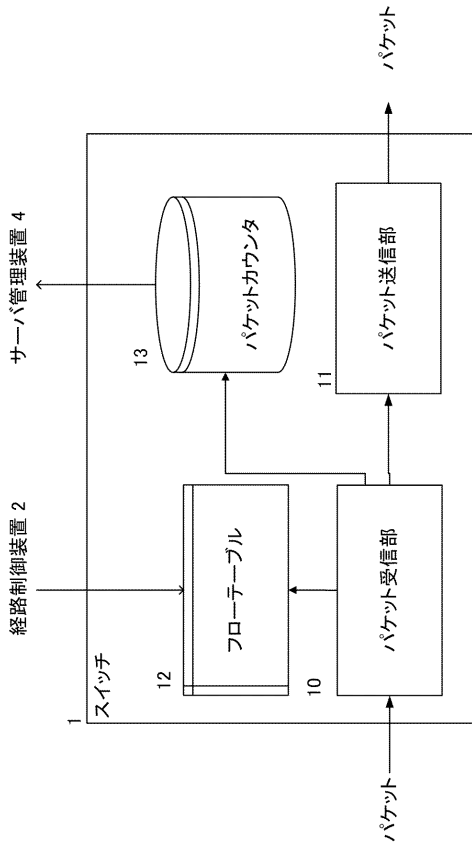 経路制御装置 2
サーバ管理装置 4
1
スイッチ
12
フローテーブル
13
パケットカウンタ
10
パケット受信部
11
パケット送信部
パケット
パケット